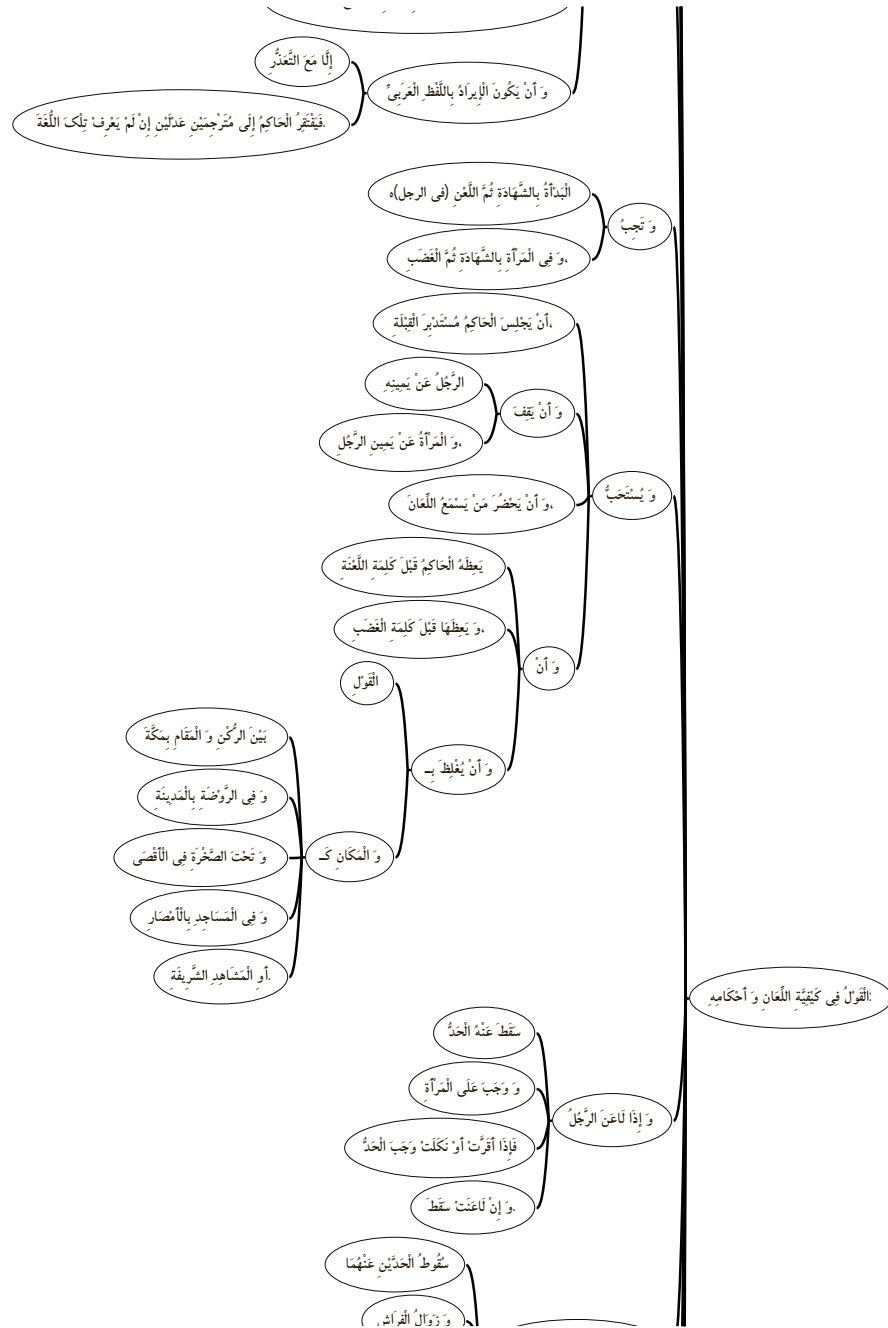 وَ أَنْ يَكُونَ الْإِيرَادُ بِاللَّفْظِ الْعَرَبِيِّ
إِلَّا مَعَ التَّعَذُّرِ
فَيَفْتَقِرُ الْحَاكِمُ إِلَى مُتَرْجِمَيْنِ عَدْلَيْنِ إِنْ لَمْ يَعْرِفْ تِلْكَ اللُّغَةَ.
وَ تَجِبُ
الْبَدْأَةُ بِالشَّهَادَةِ ثُمَّ اللَّعْنِ (فی الرجل)ه
وَ فِی الْمَرْأَةِ بِالشَّهَادَةِ ثُمَّ الْغَضَبِ،
وَ يُسْتَحَبُّ
أَنْ يَجْلِسَ الْحَاكِمُ مُسْتَدْبِرَ الْقِبْلَةِ،
وَ أَنْ يَقِفَ
الرَّجُلُ عَنْ يَمِينِهِ
وَ الْمَرْأَةُ عَنْ يَمِينِ الرَّجُلِ،
وَ أَنْ يَحْضُرَ مَنْ يَسْمَعُ اللِّعَانَ،
وَ أَنْ
يَعِظَهُ الْحَاكِمُ قَبْلَ كَلِمَةِ اللَّعْنَةِ
وَ يَعِظَهَا قَبْلَ كَلِمَةِ الْغَضَبِ،
وَ أَنْ يُغْلِظَ بِـ
الْقَوْلِ
وَ الْمَكَانِ كَـ
بَيْنَ الرُّكْنِ وَ الْمَقَامِ بِمَكَّةَ
وَ فِی الرَّوْضَةِ بِالْمَدِينَةِ
وَ تَحْتَ الصَّخْرَةِ فِی الْأَقْصَی
وَ فِی الْمَسَاجِدِ بِالْأَمْصَارِ
أَوِ الْمَشَاهِدِ الشَّرِيفَةِ.
الْقَوْلُ فِی كَيْفِيَّةِ اللِّعَانِ وَ أَحْكَامِهِ:
وَ إِذَا لَاعَنَ الرَّجُلُ
سَقَطَ عَنْهُ الْحَدُّ
وَ وَجَبَ عَلَی الْمَرْأَةِ
فَإِذَا أَقَرَّتْ أَوْ نَكَلَتْ وَجَبَ الْحَدُّ
وَ إِنْ لَاعَنَتْ سَقَطَ.
سُقُوطُ الْحَدَّيْنِ عَنْهُمَا
وَ زَوَالُ الْفِرَاشِ